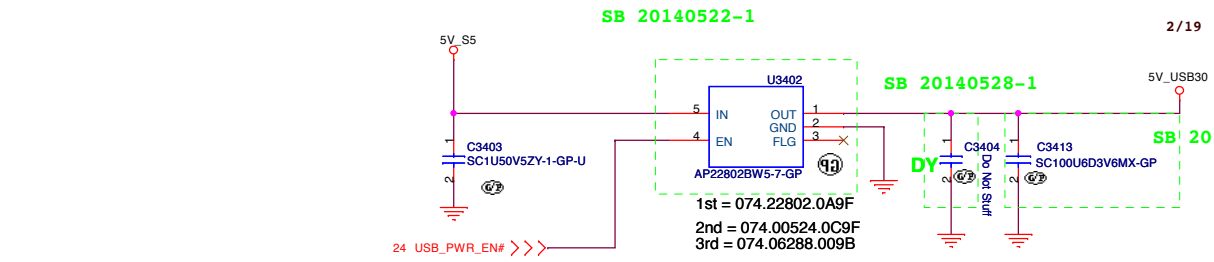 SB 20140522-1
2/19
5V_S5
U3402
SB 20140528-1
5V_USB30
5 IN OUT 1
GND 2
4 EN FLG 3
SB 20
1
C3403
SC1U50V5ZY-1-GP-U
2
G/P
AP22802BW5-7-GP
GP
DY
1
C3404
2
G/P
Do Not Stuff
1
C3413
SC100U6D3V6MX-GP
2
G/P
1st = 074.22802.0A9F
2nd = 074.00524.0C9F
3rd = 074.06288.009B
24 USB_PWR_EN#